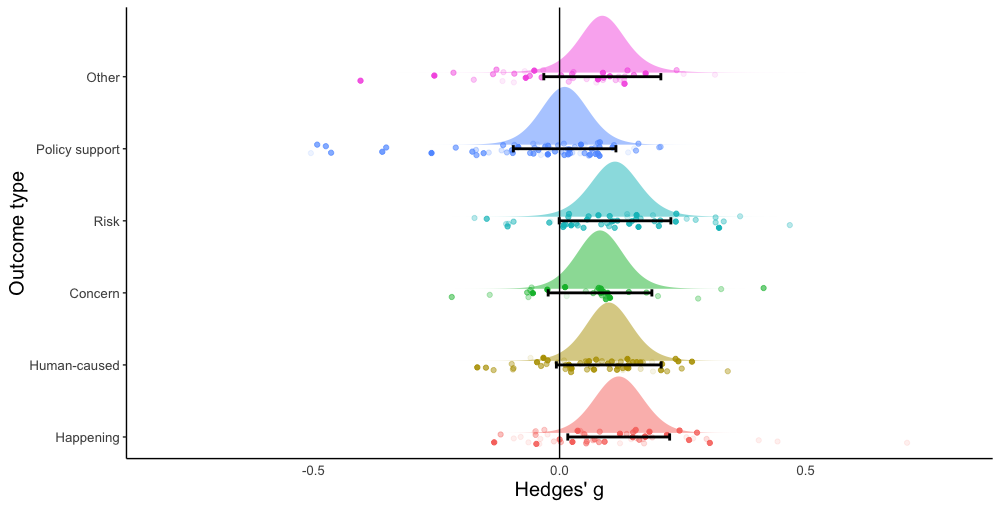 Outcome type
Other
Policy support
Risk
Concern
Human-caused
Happening
-0.5 0.0 0.5
Hedges' g